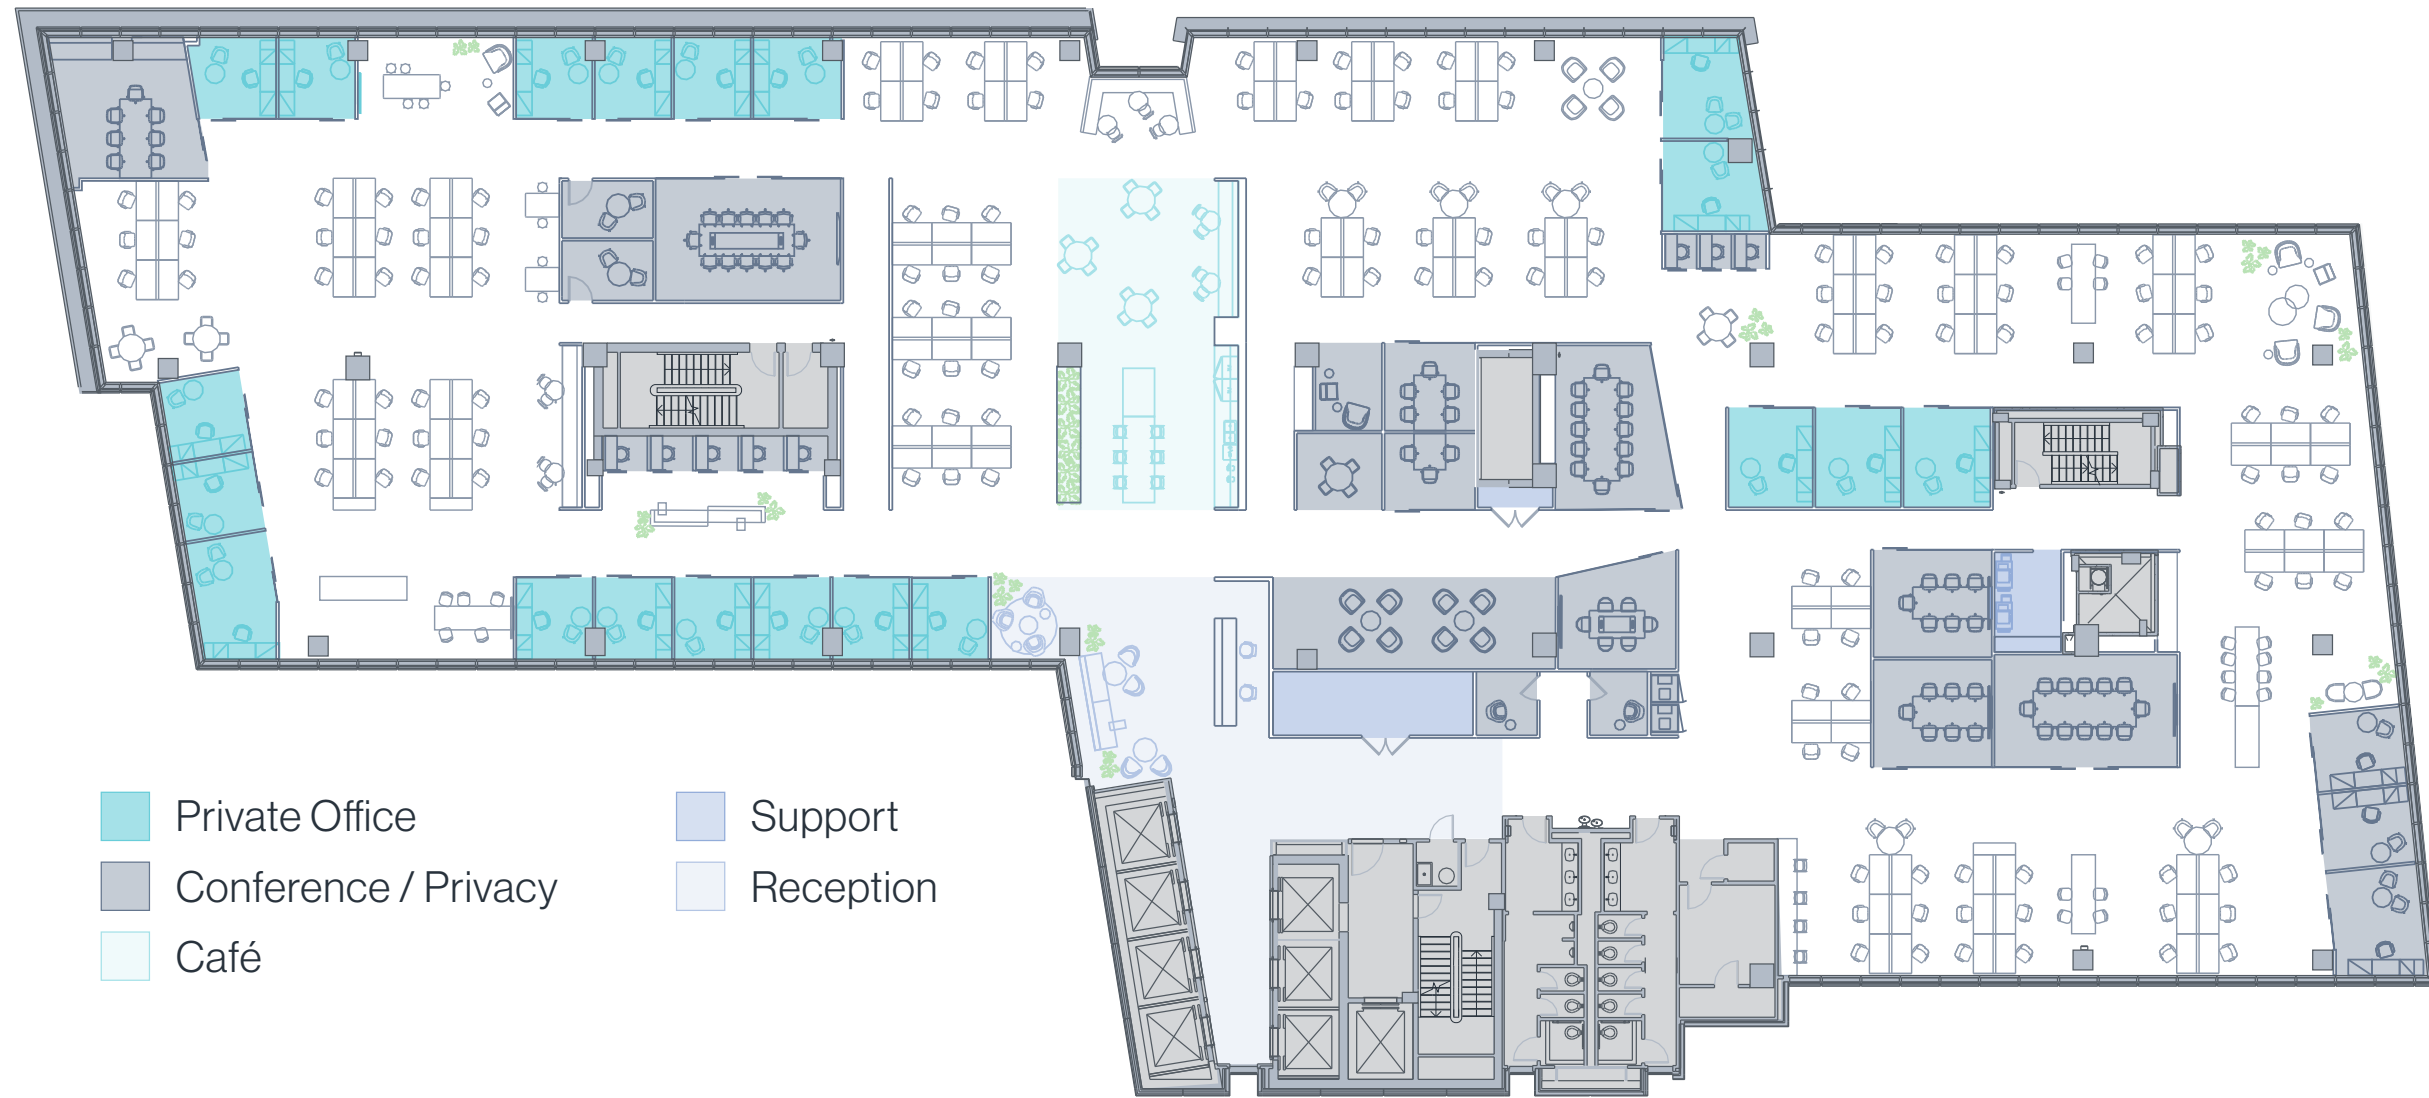 Private Office
Conference / Privacy
Café
Support
Reception